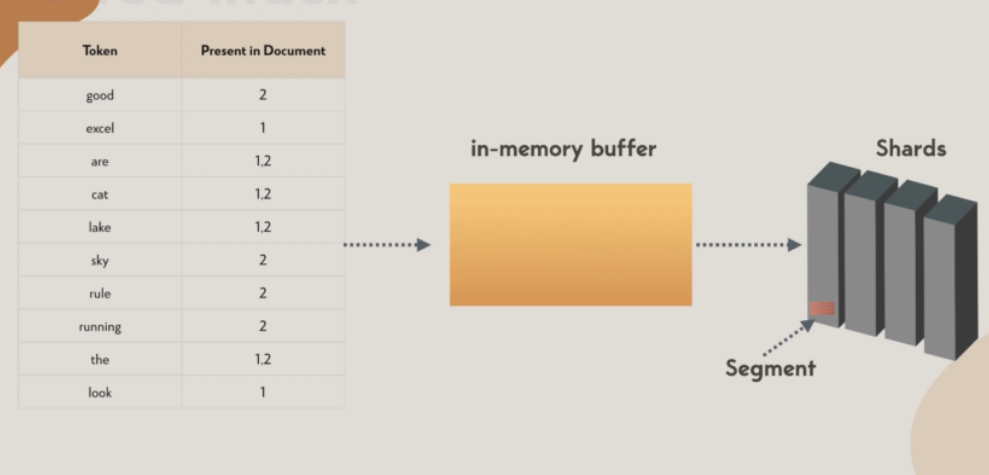 Token Present in Document
good 2
excel 1
are 1,2
cat 1,2
lake 1,2
sky 2
rule 2
running 2
the 1,2
look 1
in-memory buffer
Shards
Segment